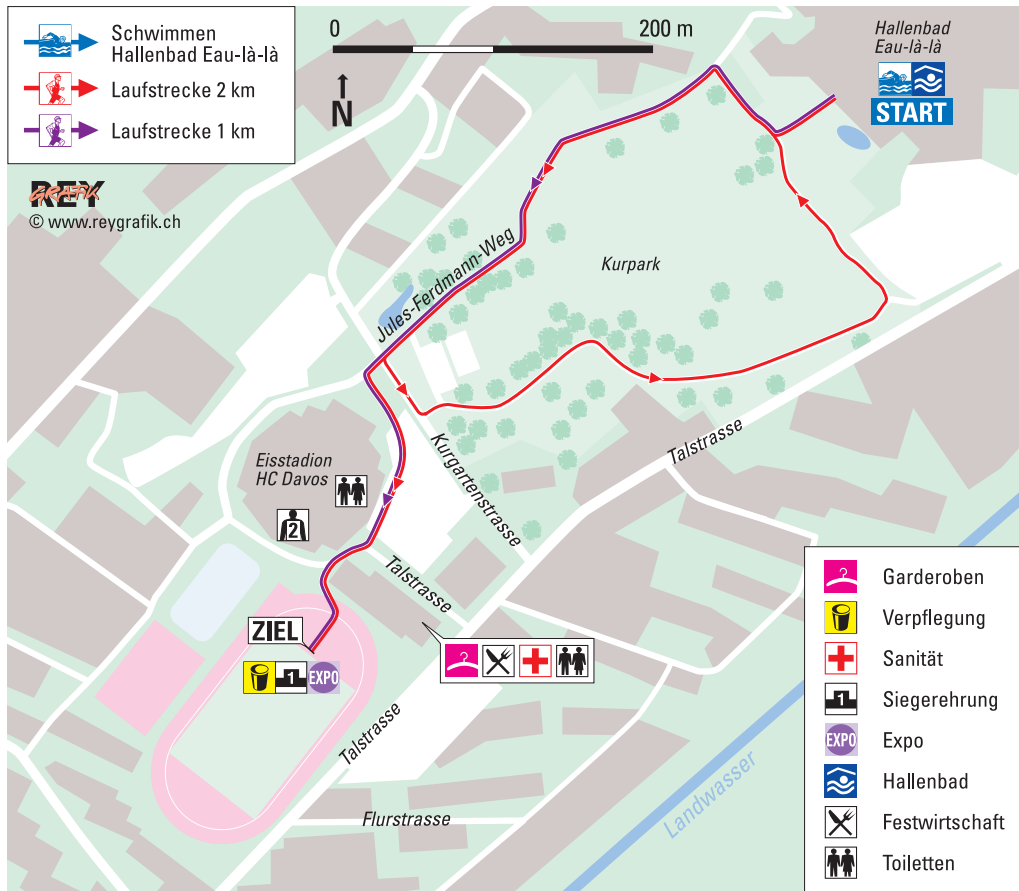 Schwimmen
Hallenbad Eau-là-là
Laufstrecke 2 km
Laufstrecke 1 km
0
200 m
N
Hallenbad
Eau-là-là
START
REY
GRAFIK
© www.reygrafik.ch
Jules-Ferdmann-Weg
Kurpark
Eisstadion
HC Davos
2
Kurgartenstrasse
Talstrasse
Talstrasse
ZIEL
1
EXPO
Talstrasse
Flurstrasse
Landwasser
Garderoben
Verpflegung
Sanität
1
Siegerehrung
EXPO
Expo
Hallenbad
Festwirtschaft
Toiletten